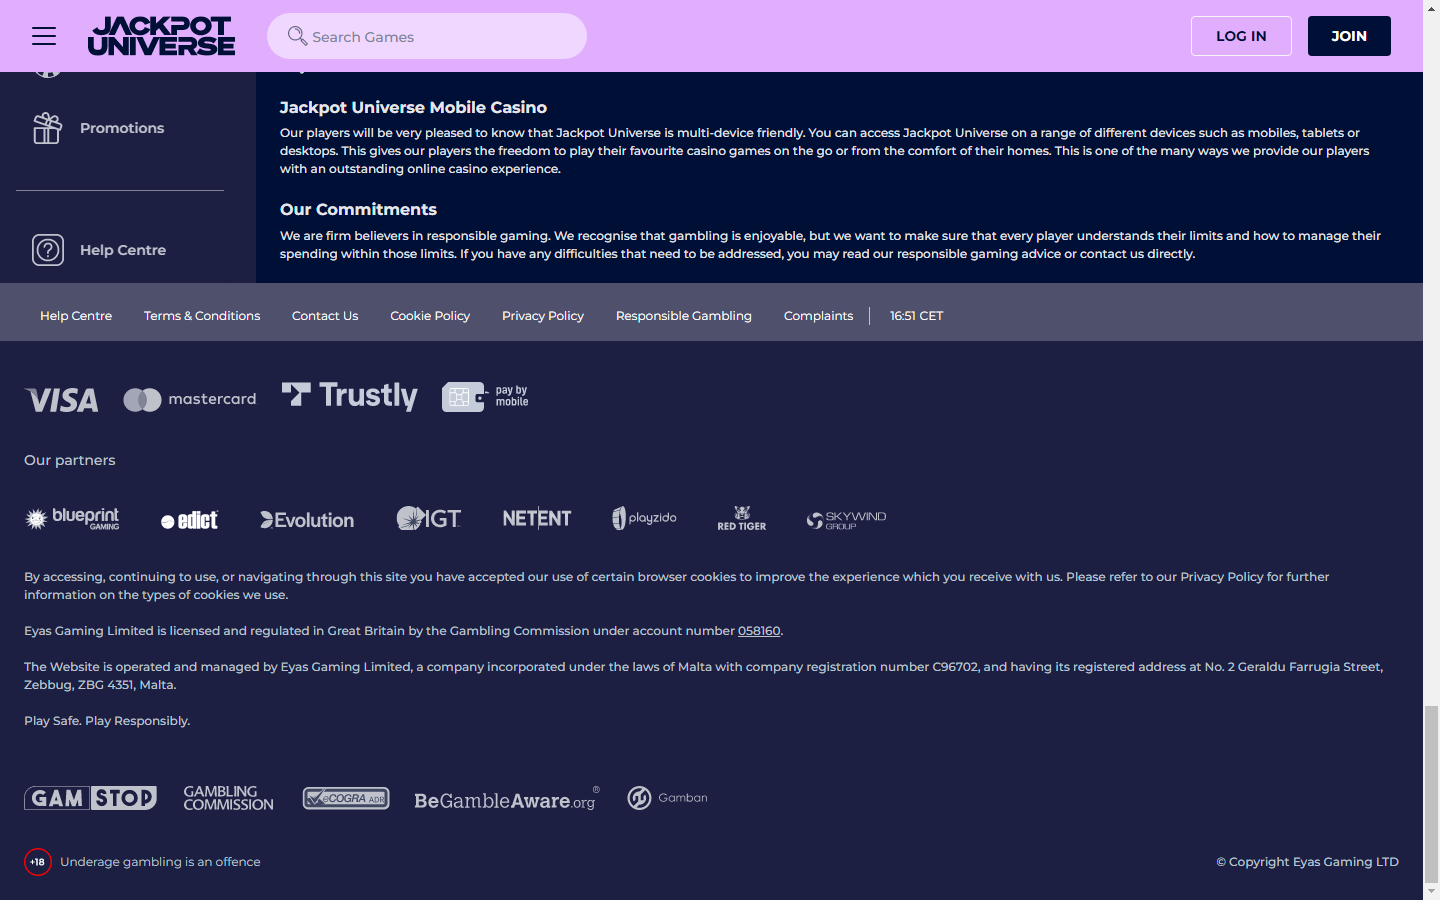 JACKPOT
UNIVERSE
Search Games
LOG IN
JOIN
Promotions
Help Centre
Jackpot Universe Mobile Casino
Our players will be very pleased to know that Jackpot Universe is multi-device friendly. You can access Jackpot Universe on a range of different devices such as mobiles, tablets or
desktops. This gives our players the freedom to play their favourite casino games on the go or from the comfort of their homes. This is one of the many ways we provide our players
with an outstanding online casino experience.
Our Commitments
We are firm believers in responsible gaming. We recognise that gambling is enjoyable, but we want to make sure that every player understands their limits and how to manage their
spending within those limits. If you have any difficulties that need to be addressed, you may read our responsible gaming advice or contact us directly.
Help Centre
Terms & Conditions
Contact Us
Cookie Policy
Privacy Policy
Responsible Gambling
Complaints
16:51 CET
VISA
mastercard
Trustly
pay by
mobile
Our partners
blueprint
GAMING
edict
Evolution
IGT
NETENT
playzido
RED TIGER
SKYWIND
GROUP
By accessing, continuing to use, or navigating through this site you have accepted our use of certain browser cookies to improve the experience which you receive with us. Please refer to our Privacy Policy for further
information on the types of cookies we use.
Eyas Gaming Limited is licensed and regulated in Great Britain by the Gambling Commission under account number 058160.
The Website is operated and managed by Eyas Gaming Limited, a company incorporated under the laws of Malta with company registration number C96702, and having its registered address at No. 2 Geraldu Farrugia Street,
Zebbug, ZBG 4351, Malta.
Play Safe. Play Responsibly.
GAMSTOP
GAMBLING
COMMISSION
eCOGRA ADR
BeGambleAware.org®
Gamban
+18
Underage gambling is an offence
© Copyright Eyas Gaming LTD